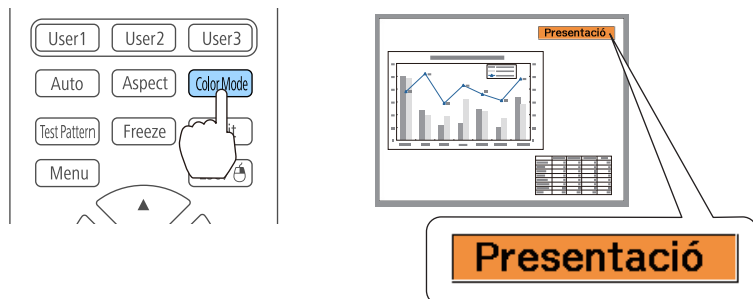 User1 User2 User3
Auto Aspect Color Mode
Test Pattern Freeze
Menu
Presentació
Presentació